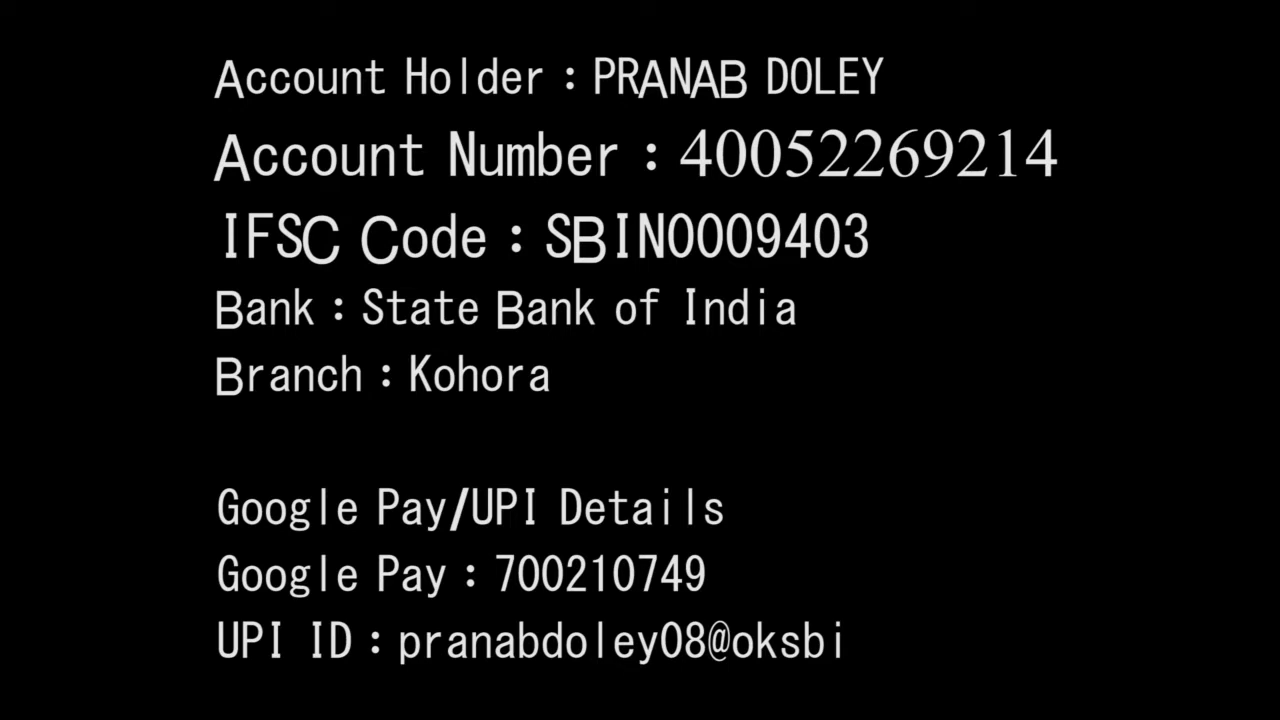 Account Holder : PRANAB DOLEY
Account Number : 40052269214
IFSC Code : SBIN0009403
Bank : State Bank of India
Branch : Kohora
Google Pay/UPI Details
Google Pay : 700210749
UPI ID : pranabdoley08@oksbi